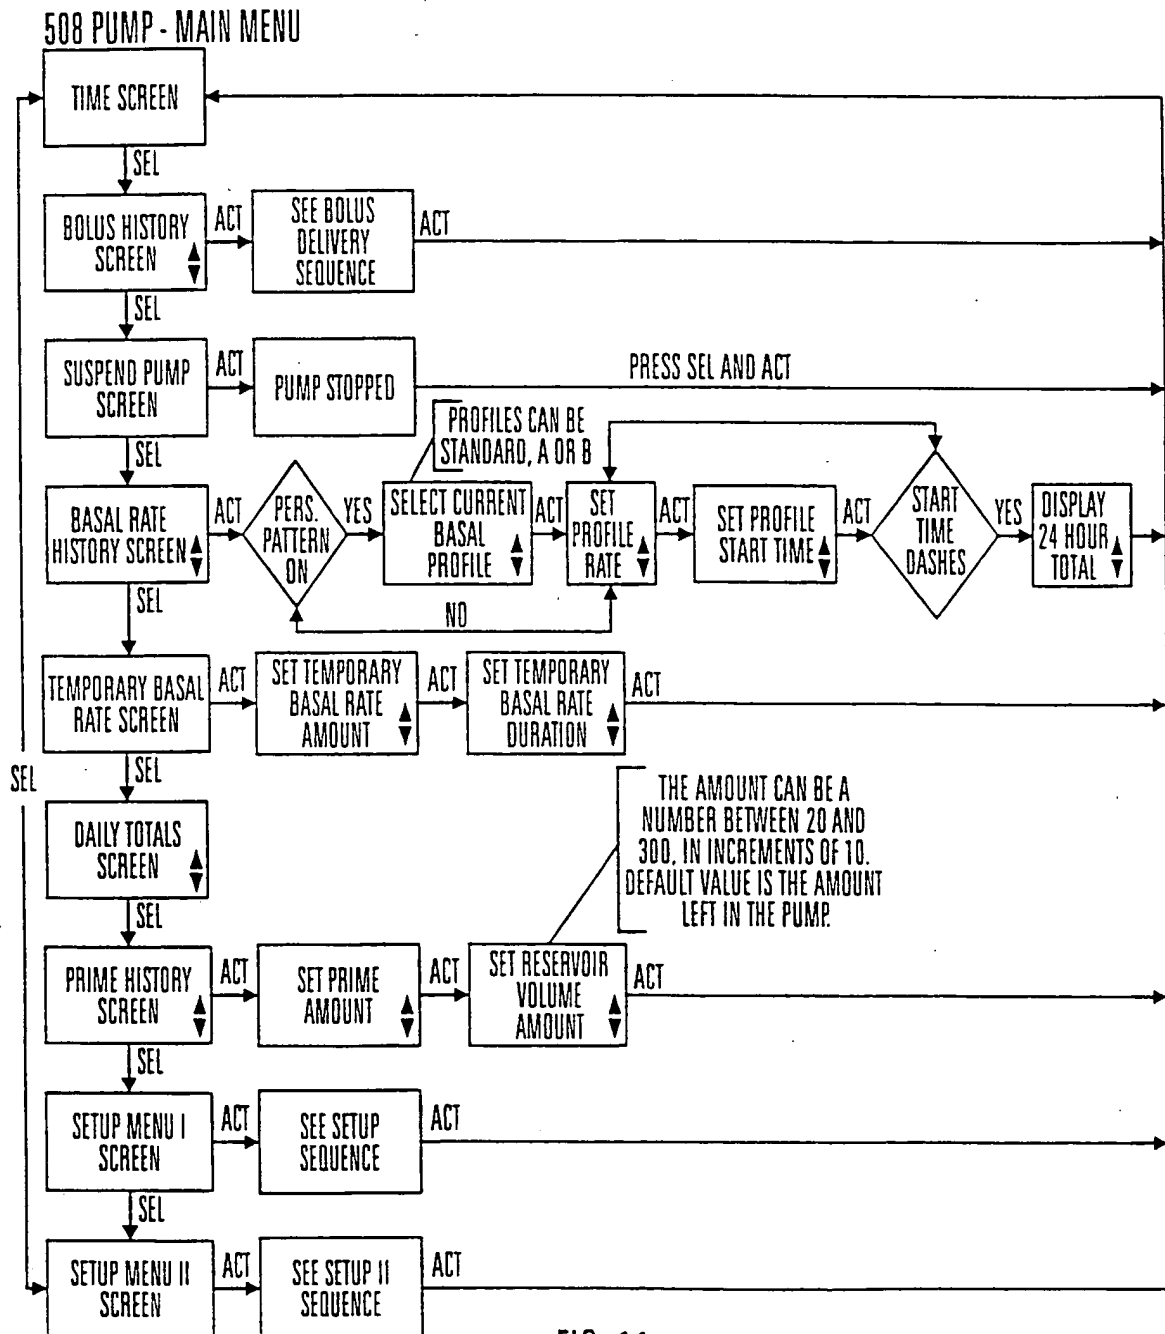 508 PUMP - MAIN MENU
TIME SCREEN
SEL
BOLUS HISTORY
SCREEN
ACT
SEE BOLUS
DELIVERY
SEQUENCE
ACT
SEL
SUSPEND PUMP
SCREEN
ACT
PUMP STOPPED
PRESS SEL AND ACT
SEL
PROFILES CAN BE
STANDARD, A OR B
BASAL RATE
HISTORY SCREEN
ACT
PERS.
PATTERN
ON
YES
SELECT CURRENT
BASAL
PROFILE
ACT
SET
PROFILE
RATE
ACT
SET PROFILE
START TIME
ACT
START
TIME
DASHES
YES
DISPLAY
24 HOUR
TOTAL
NO
SEL
TEMPORARY BASAL
RATE SCREEN
ACT
SET TEMPORARY
BASAL RATE
AMOUNT
ACT
SET TEMPORARY
BASAL RATE
DURATION
ACT
SEL
SEL
DAILY TOTALS
SCREEN
THE AMOUNT CAN BE A
NUMBER BETWEEN 20 AND
300, IN INCREMENTS OF 10.
DEFAULT VALUE IS THE AMOUNT
LEFT IN THE PUMP.
SEL
PRIME HISTORY
SCREEN
ACT
SET PRIME
AMOUNT
ACT
SET RESERVOIR
VOLUME
AMOUNT
ACT
SEL
SETUP MENU I
SCREEN
ACT
SEE SETUP
SEQUENCE
ACT
SEL
SETUP MENU II
SCREEN
ACT
SEE SETUP II
SEQUENCE
ACT